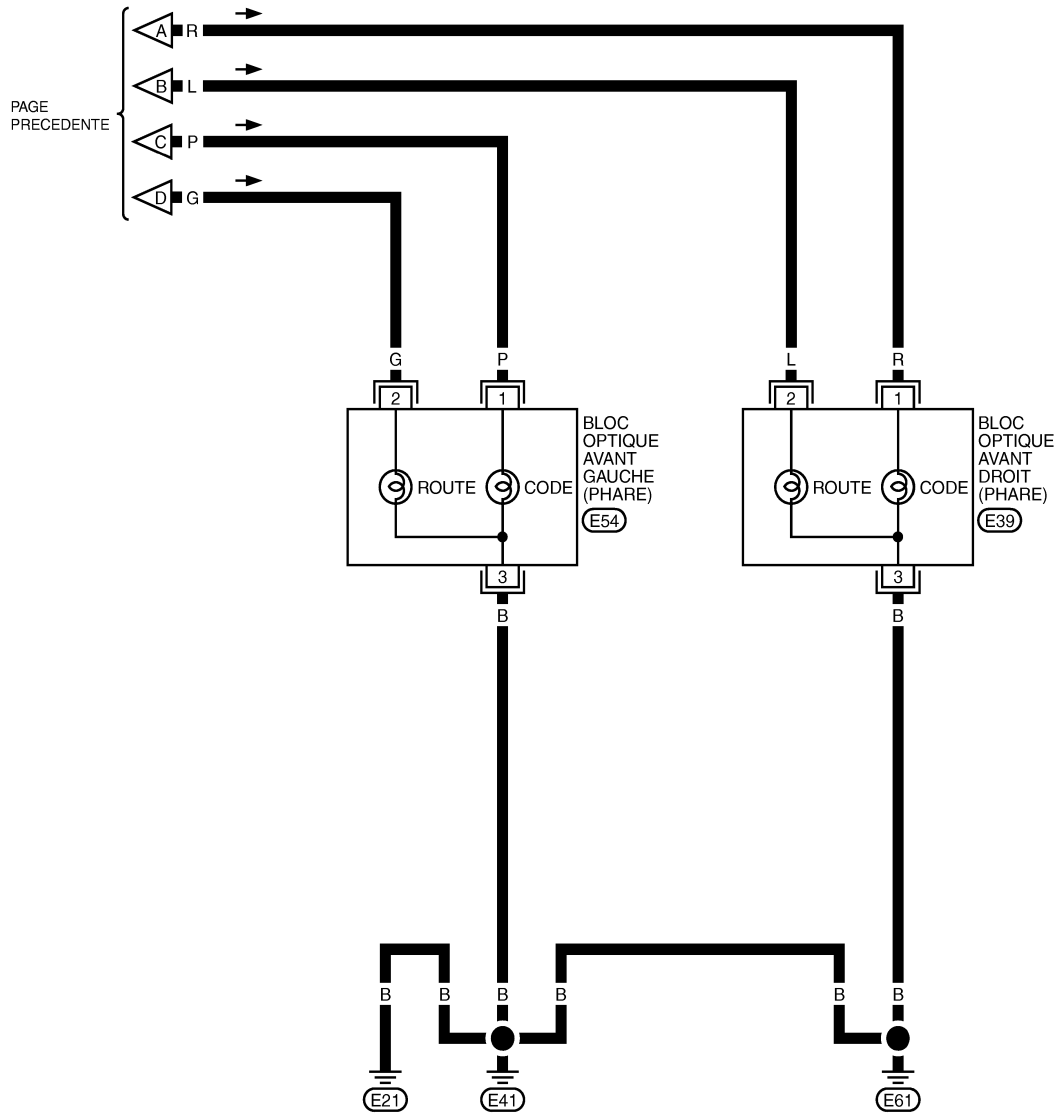 A R
B L
PAGE
PRECEDENTE
C P
D G
G P L R
2 1 2 1
BLOC
OPTIQUE
AVANT
GAUCHE
(PHARE)
E54
ROUTE CODE
BLOC
OPTIQUE
AVANT
DROIT
(PHARE)
E39
ROUTE CODE
3 3
B B
B B B B B B
E21 E41 E61